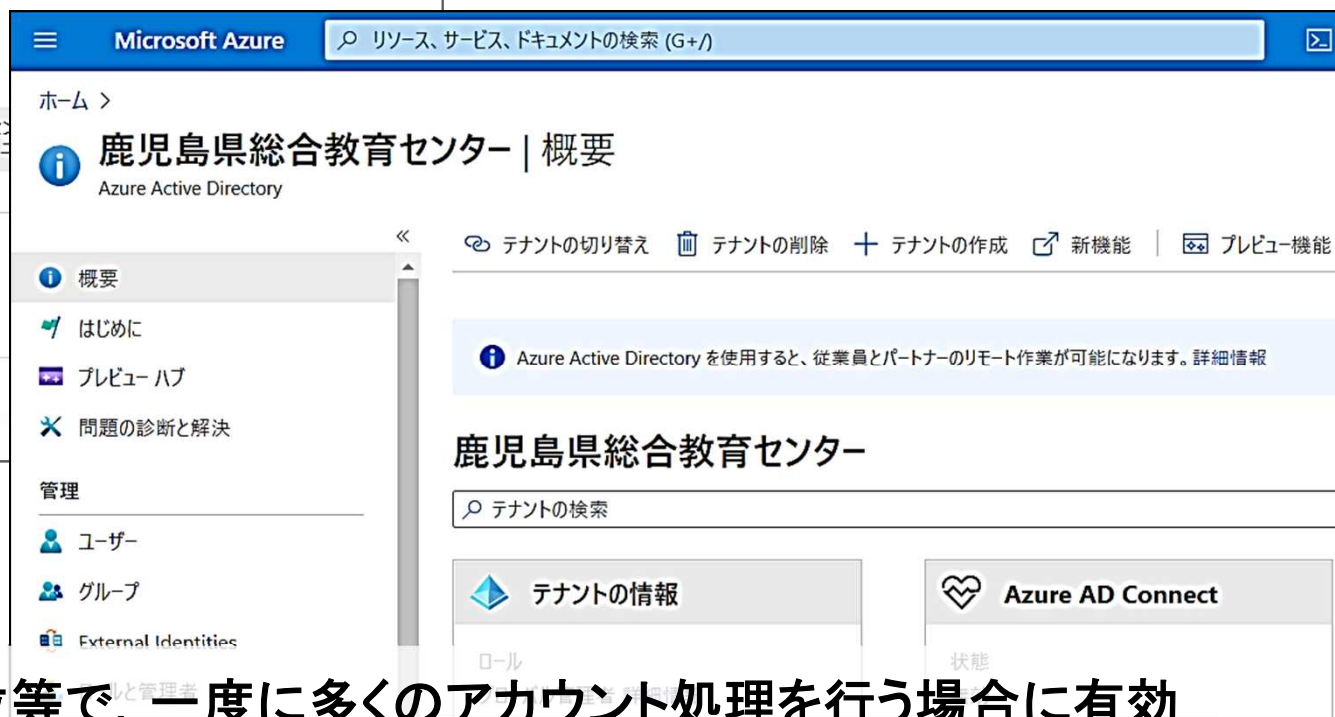 Microsoft Azure
リソース、サービス、ドキュメントの検索 (G+/)
ホーム >
鹿児島県総合教育センター | 概要
Azure Active Directory
«
テナントの切り替え
テナントの削除
テナントの作成
新機能
プレビュー機能
概要
はじめに
プレビュー ハブ
問題の診断と解決
管理
ユーザー
グループ
External Identities
ロールと管理者
Azure Active Directory を使用すると、従業員とパートナーのリモート作業が可能になります。詳細情報
鹿児島県総合教育センター
テナントの検索
テナントの情報
ロール
Azure AD Connect
状態
等で，一度に多くのアカウント処理を行う場合に有効